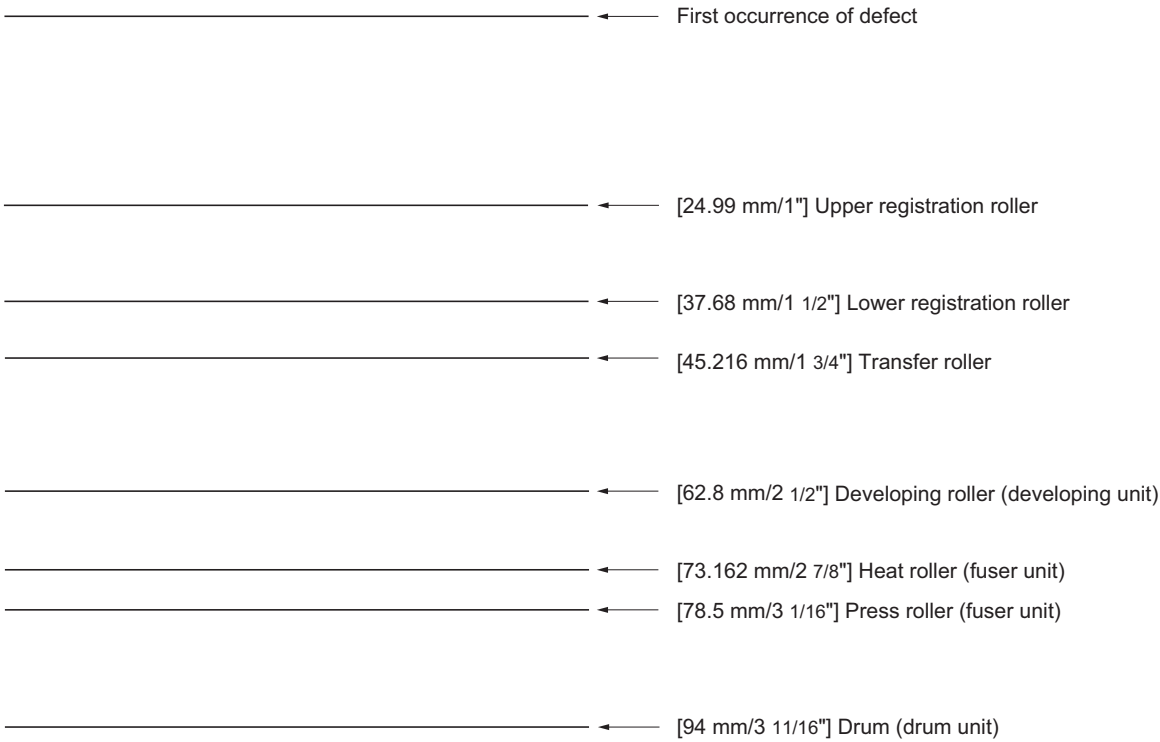 First occurrence of defect
[24.99 mm/1"] Upper registration roller
[37.68 mm/1 1/2"] Lower registration roller
[45.216 mm/1 3/4"] Transfer roller
[62.8 mm/2 1/2"] Developing roller (developing unit)
[73.162 mm/2 7/8"] Heat roller (fuser unit)
[78.5 mm/3 1/16"] Press roller (fuser unit)
[94 mm/3 11/16"] Drum (drum unit)